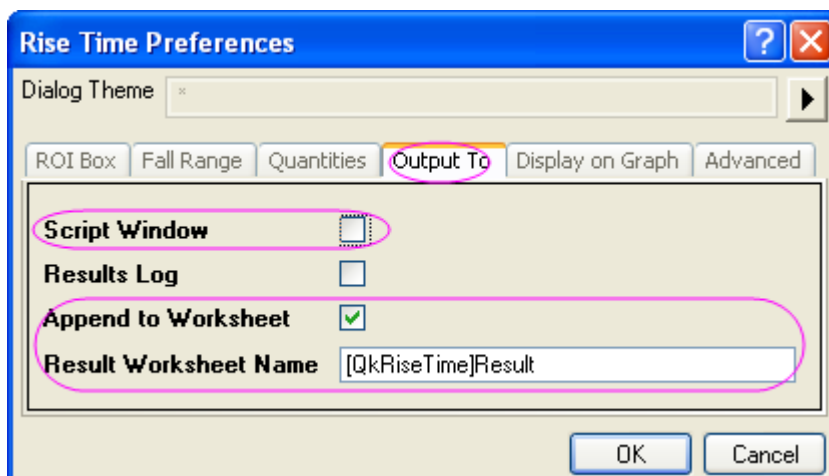 Rise Time Preferences
Dialog Theme *
ROI Box Fall Range Quantities Output To Display on Graph Advanced
Script Window
Results Log
Append to Worksheet
Result Worksheet Name [QkRiseTime]Result
OK Cancel